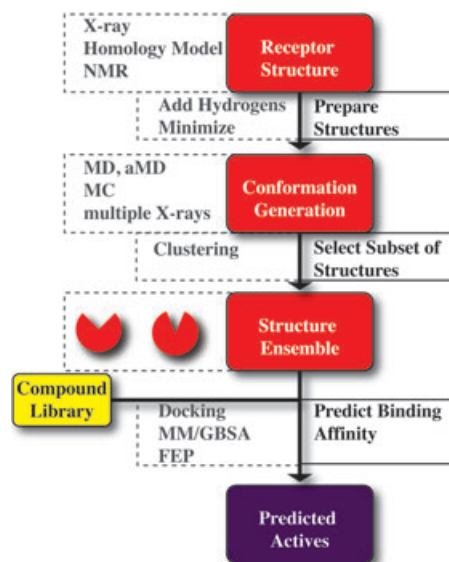 X-ray
Homology Model
NMR
Receptor
Structure
Add Hydrogens
Minimize
Prepare
Structures
MD, aMD
MC
multiple X-rays
Conformation
Generation
Clustering
Select Subset of
Structures
Structure
Ensemble
Compound
Library
Docking
MM/GBSA
FEP
Predict Binding
Affinity
Predicted
Actives